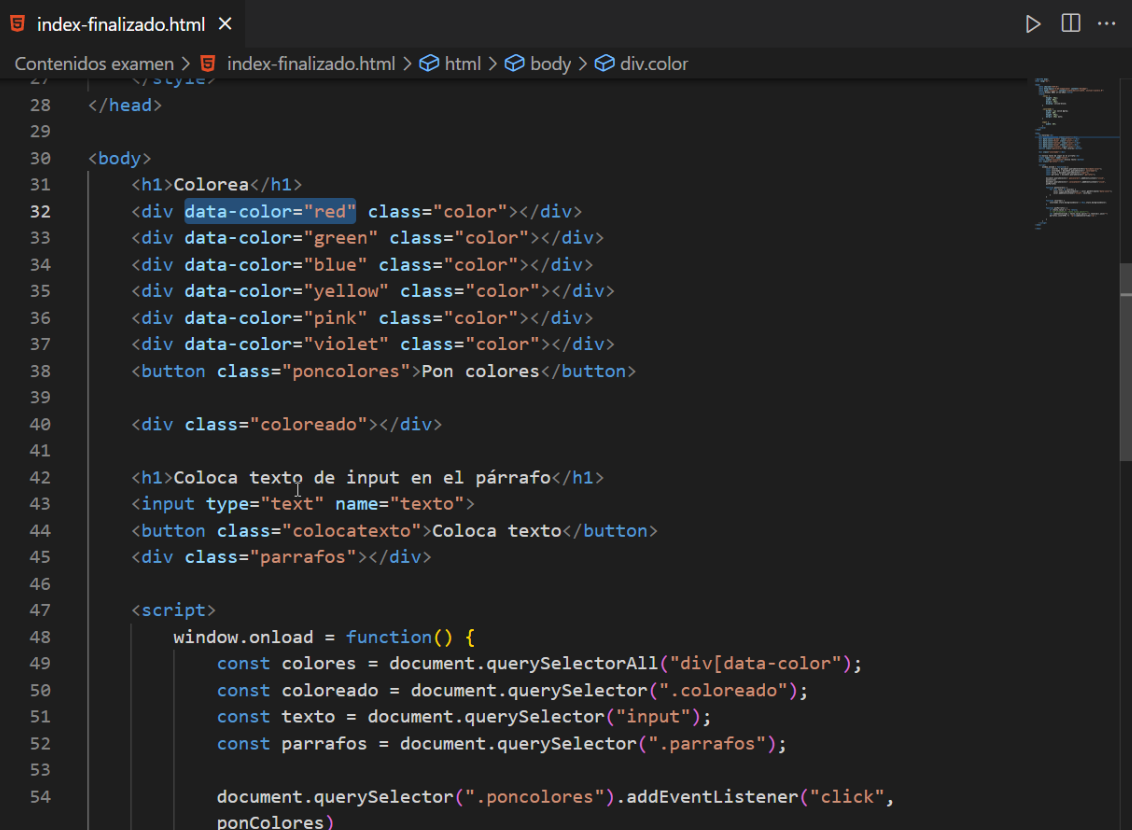 index-finalizado.html
Contenidos examen > index-finalizado.html > html > body > div.color
27 </style>
28 </head>
29
30 <body>
31 <h1>Colorea</h1>
32 <div data-color="red" class="color"></div>
33 <div data-color="green" class="color"></div>
34 <div data-color="blue" class="color"></div>
35 <div data-color="yellow" class="color"></div>
36 <div data-color="pink" class="color"></div>
37 <div data-color="violet" class="color"></div>
38 <button class="poncolores">Pon colores</button>
39
40 <div class="coloreado"></div>
41
42 <h1>Coloca texto de input en el párrafo</h1>
43 <input type="text" name="texto">
44 <button class="colocatexto">Coloca texto</button>
45 <div class="parrafos"></div>
46
47 <script>
48 window.onload = function() {
49 const colores = document.querySelectorAll("div[data-color");
50 const coloreado = document.querySelector(".coloreado");
51 const texto = document.querySelector("input");
52 const parrafos = document.querySelector(".parrafos");
53
54 document.querySelector(".poncolores").addEventListener("click",
ponColores)